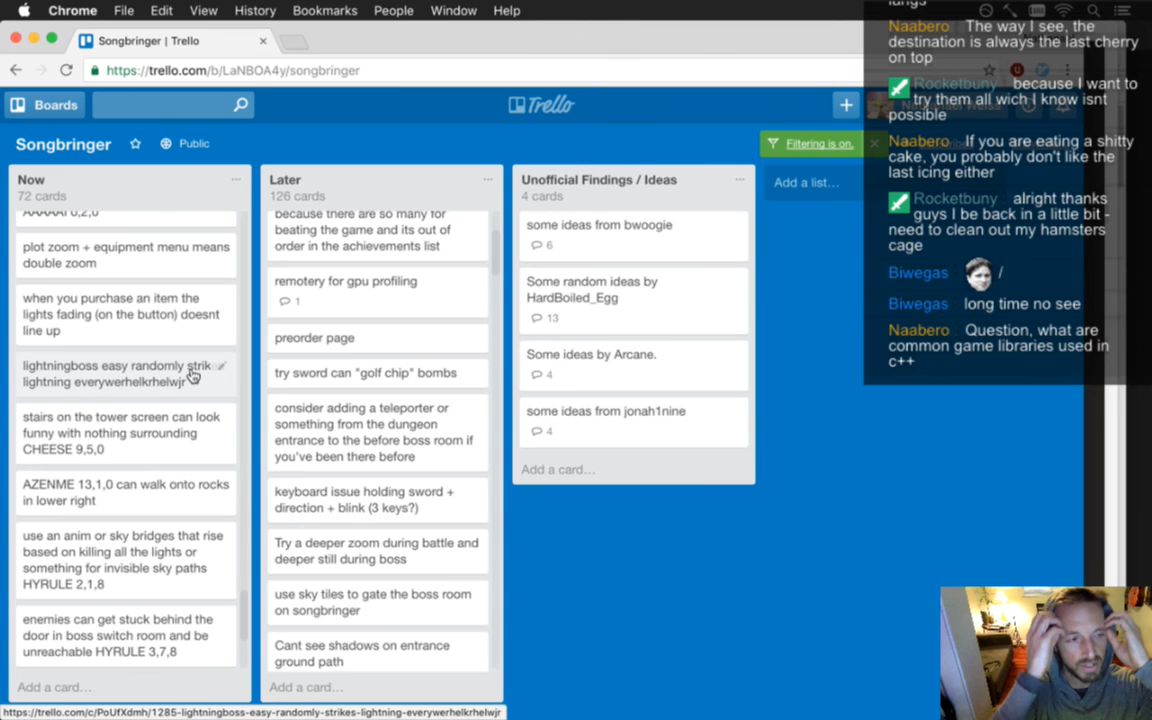 Chrome File Edit View History Bookmarks People Window Help
Songbringer | Trello
https://trello.com/b/LaNBOA4y/songbringer
Boards
Trello
Songbringer
Public
Filtering is on.
Now
72 cards
plot zoom + equipment menu means
double zoom
when you purchase an item the
lights fading (on the button) doesnt
line up
lightningboss easy randomly strik
lightning everywerhelkrhelwjr
stairs on the tower screen can look
funny with nothing surrounding
CHEESE 9,5,0
AZENME 13,1,0 can walk onto rocks
in lower right
use an anim or sky bridges that rise
based on killing all the lights or
something for invisible sky paths
HYRULE 2,1,8
enemies can get stuck behind the
door in boss switch room and be
unreachable HYRULE 3,7,8
Add a card…
Later
126 cards
because there are so many for
beating the game and its out of
order in the achievements list
remotery for gpu profiling
1
preorder page
try sword can "golf chip" bombs
consider adding a teleporter or
something from the dungeon
entrance to the before boss room if
you've been there before
keyboard issue holding sword +
direction + blink (3 keys?)
Try a deeper zoom during battle and
deeper still during boss
use sky tiles to gate the boss room
on songbringer
Cant see shadows on entrance
ground path
Add a card…
Unofficial Findings / Ideas
4 cards
some ideas from bwoogie
6
Some random ideas by
HardBoiled_Egg
13
Some ideas by Arcane.
4
some ideas from jonah1nine
4
Add a card…
Add a list…
langs
Naabero The way I see, the
destination is always the last cherry
on top
Rocketbuny because I want to
try them all wich I know isnt
possible
Naabero If you are eating a shitty
cake, you probably don't like the
last icing either
Rocketbuny alright thanks
guys I be back in a little bit -
need to clean out my hamsters
cage
Biwegas /
Biwegas long time no see
Naabero Question, what are
common game libraries used in
c++
https://trello.com/c/PoUfXdmh/1285-lightningboss-easy-randomly-strikes-lightning-everywerhelkrhelwjr